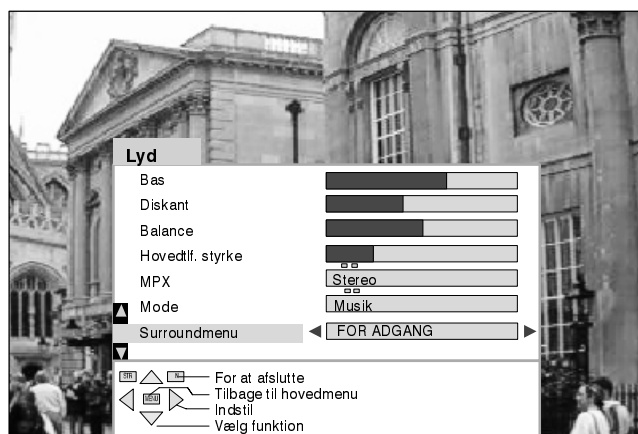 Lyd
Bas
Diskant
Balance
Hovedtlf. styrke
MPX Stereo
Mode Musik
Surroundmenu FOR ADGANG
For at afslutte
MENU Tilbage til hovedmenu
Indstil
Vælg funktion